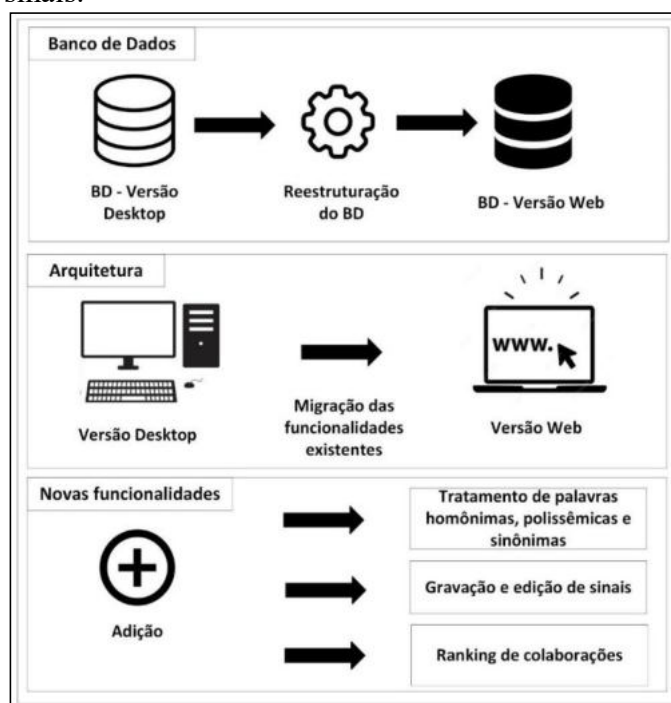 sinais.
Banco de Dados
BD - Versão
Desktop
Reestruturação
do BD
BD - Versão Web
Arquitetura
www.
Versão Desktop
Migração das
funcionalidades
existentes
Versão Web
Novas funcionalidades
Adição
Tratamento de palavras
homônimas, polissêmicas e
sinônimas
Gravação e edição de sinais
Ranking de colaborações